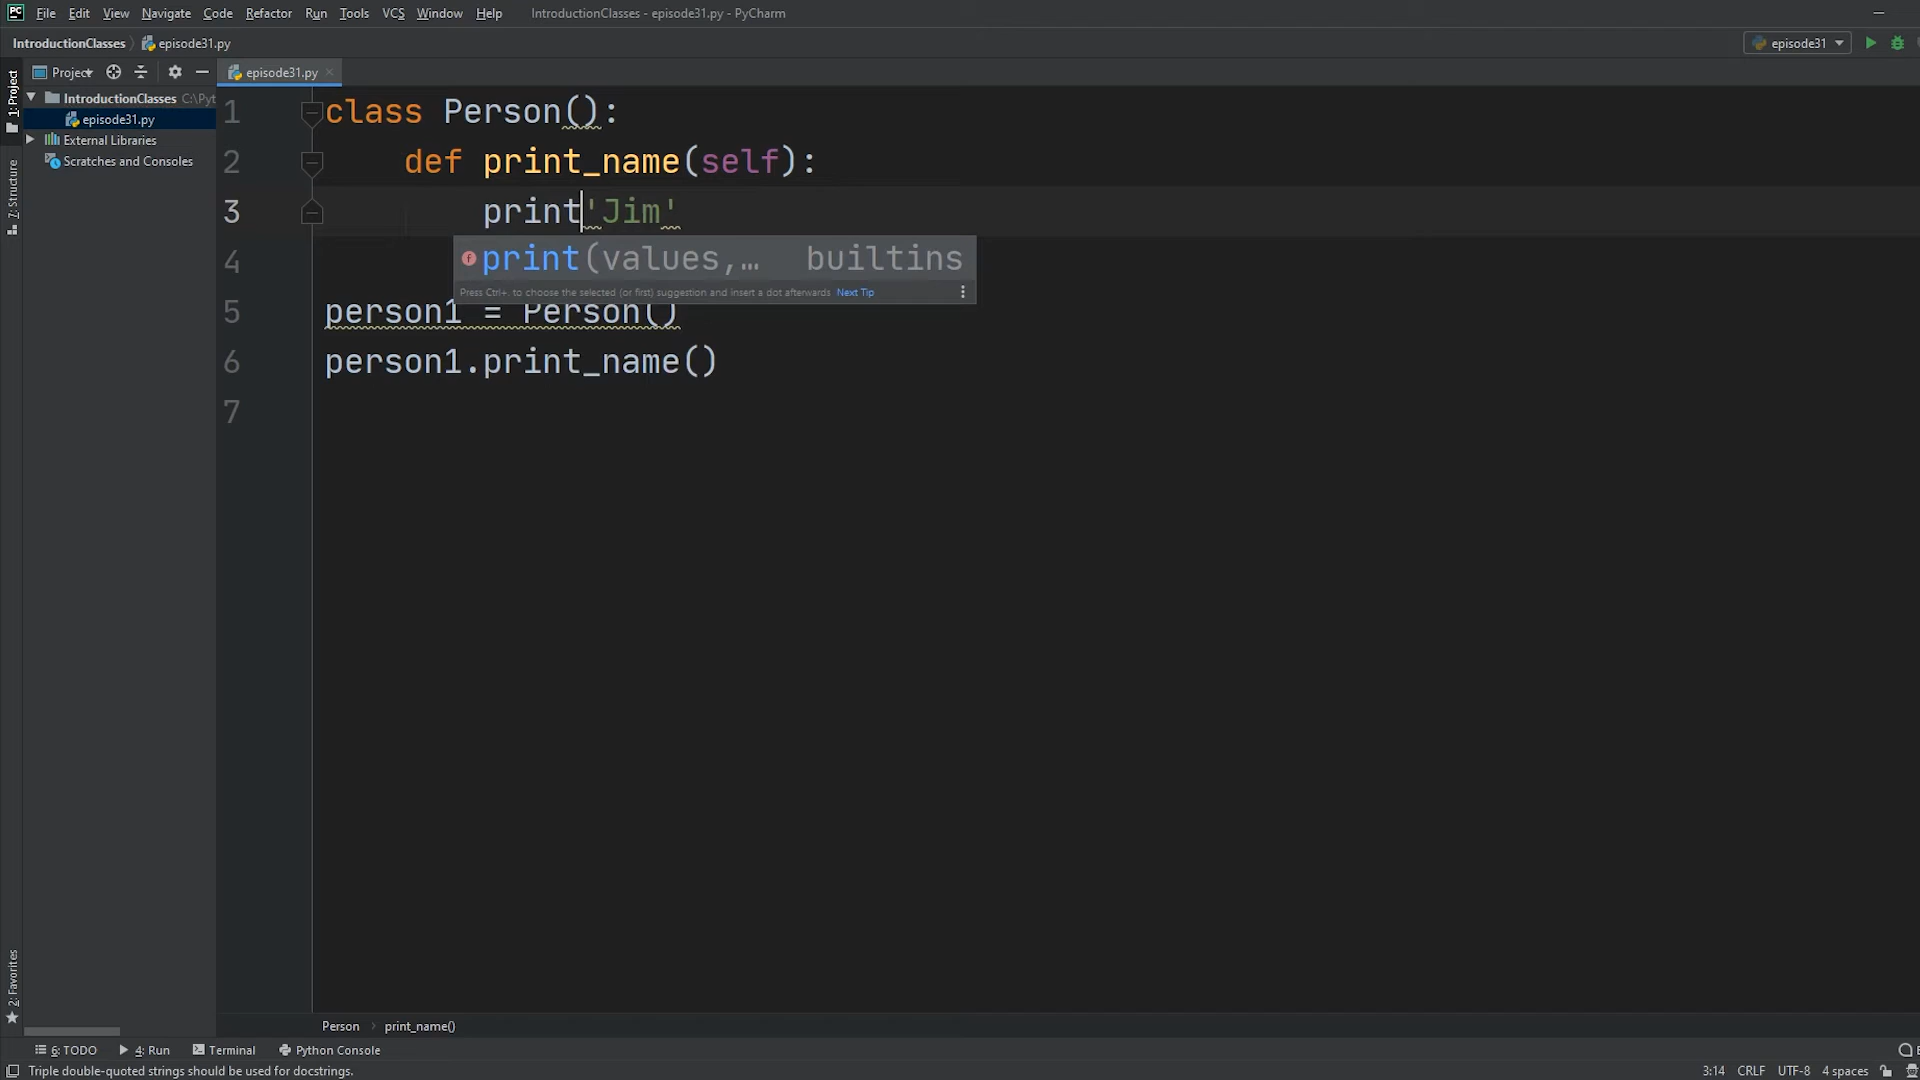 PC File Edit View Navigate Code Refactor Run Tools VCS Window Help IntroductionClasses - episode31.py - PyCharm
IntroductionClasses episode31.py episode31
1: Project
Project episode31.py
IntroductionClasses C:\Pyt
episode31.py
External Libraries
Scratches and Consoles
7: Structure
2: Favorites
1 class Person():
2 def print_name(self):
3 print'Jim'
print(values,… builtins
Press Ctrl+. to choose the selected (or first) suggestion and insert a dot afterwards Next Tip
4
5 person1 = Person()
6 person1.print_name()
7
Person print_name()
6: TODO 4: Run Terminal Python Console
Triple double-quoted strings should be used for docstrings. 3:14 CRLF UTF-8 4 spaces